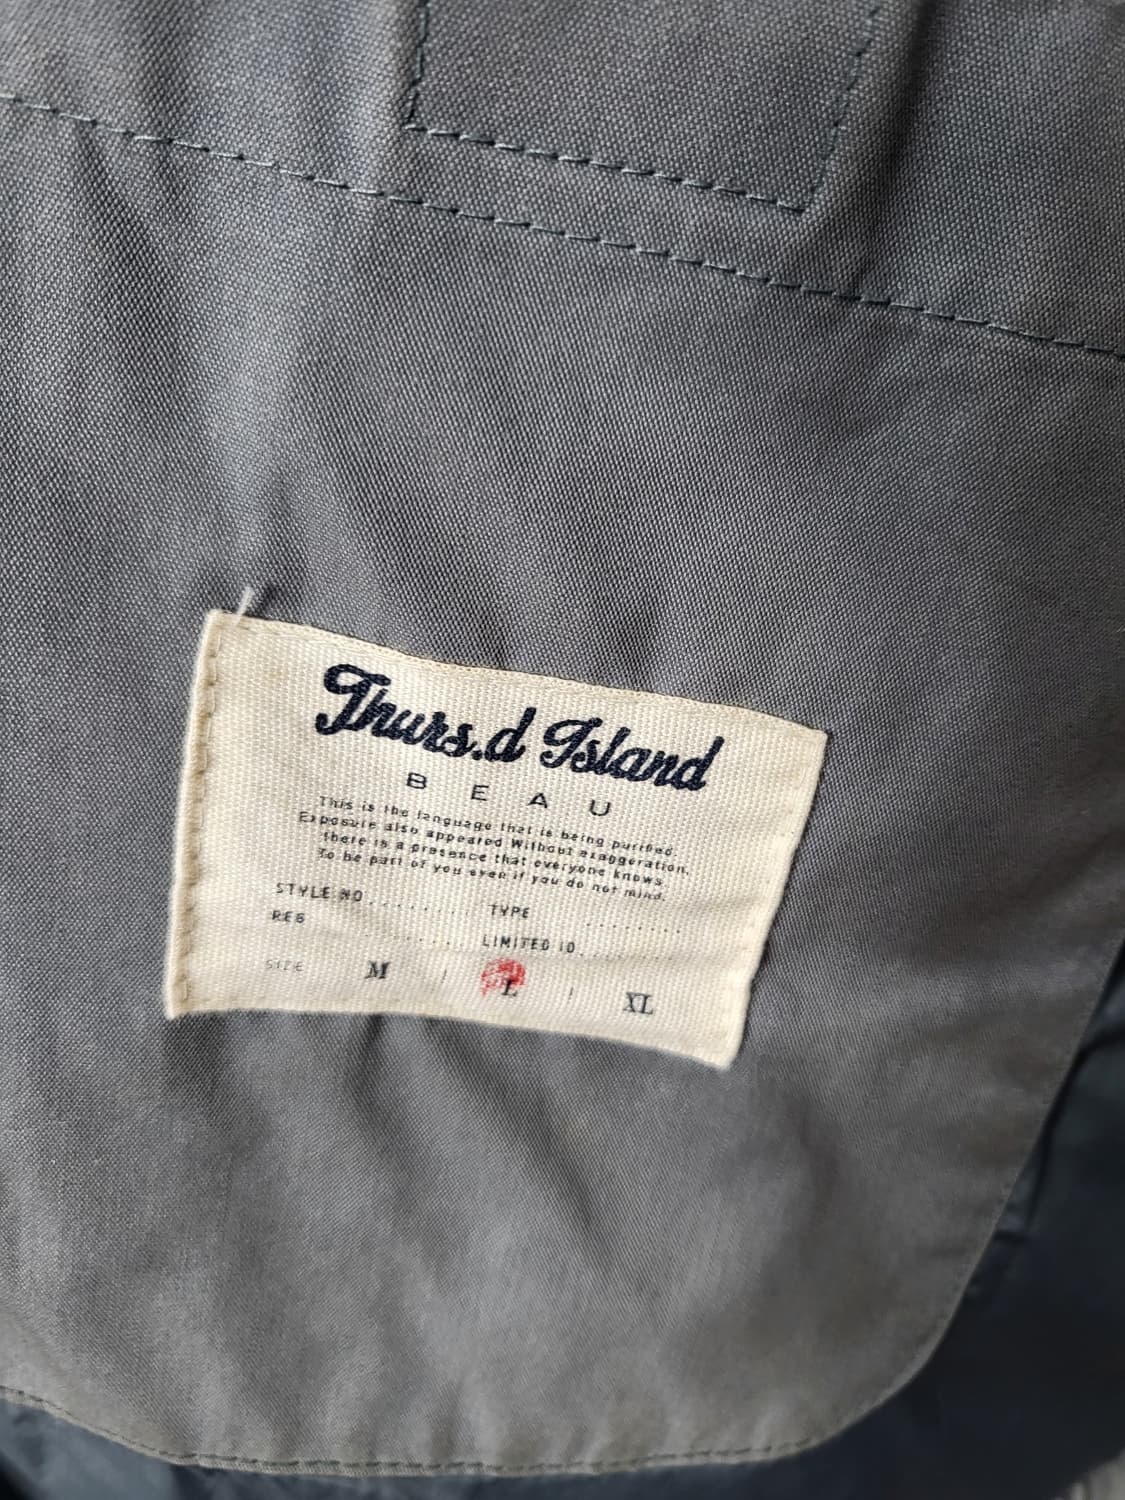 Thurs.d Island
BEAU
This is the language that is being purified.
Exposure also appeared Without exaggeration,
there is a presence that everyone knows
To be part of you even if you do not mind.
STYLE NO.......... TYPE ..........
REG .......... LIMITED ID..........
SIZE M | L | XL